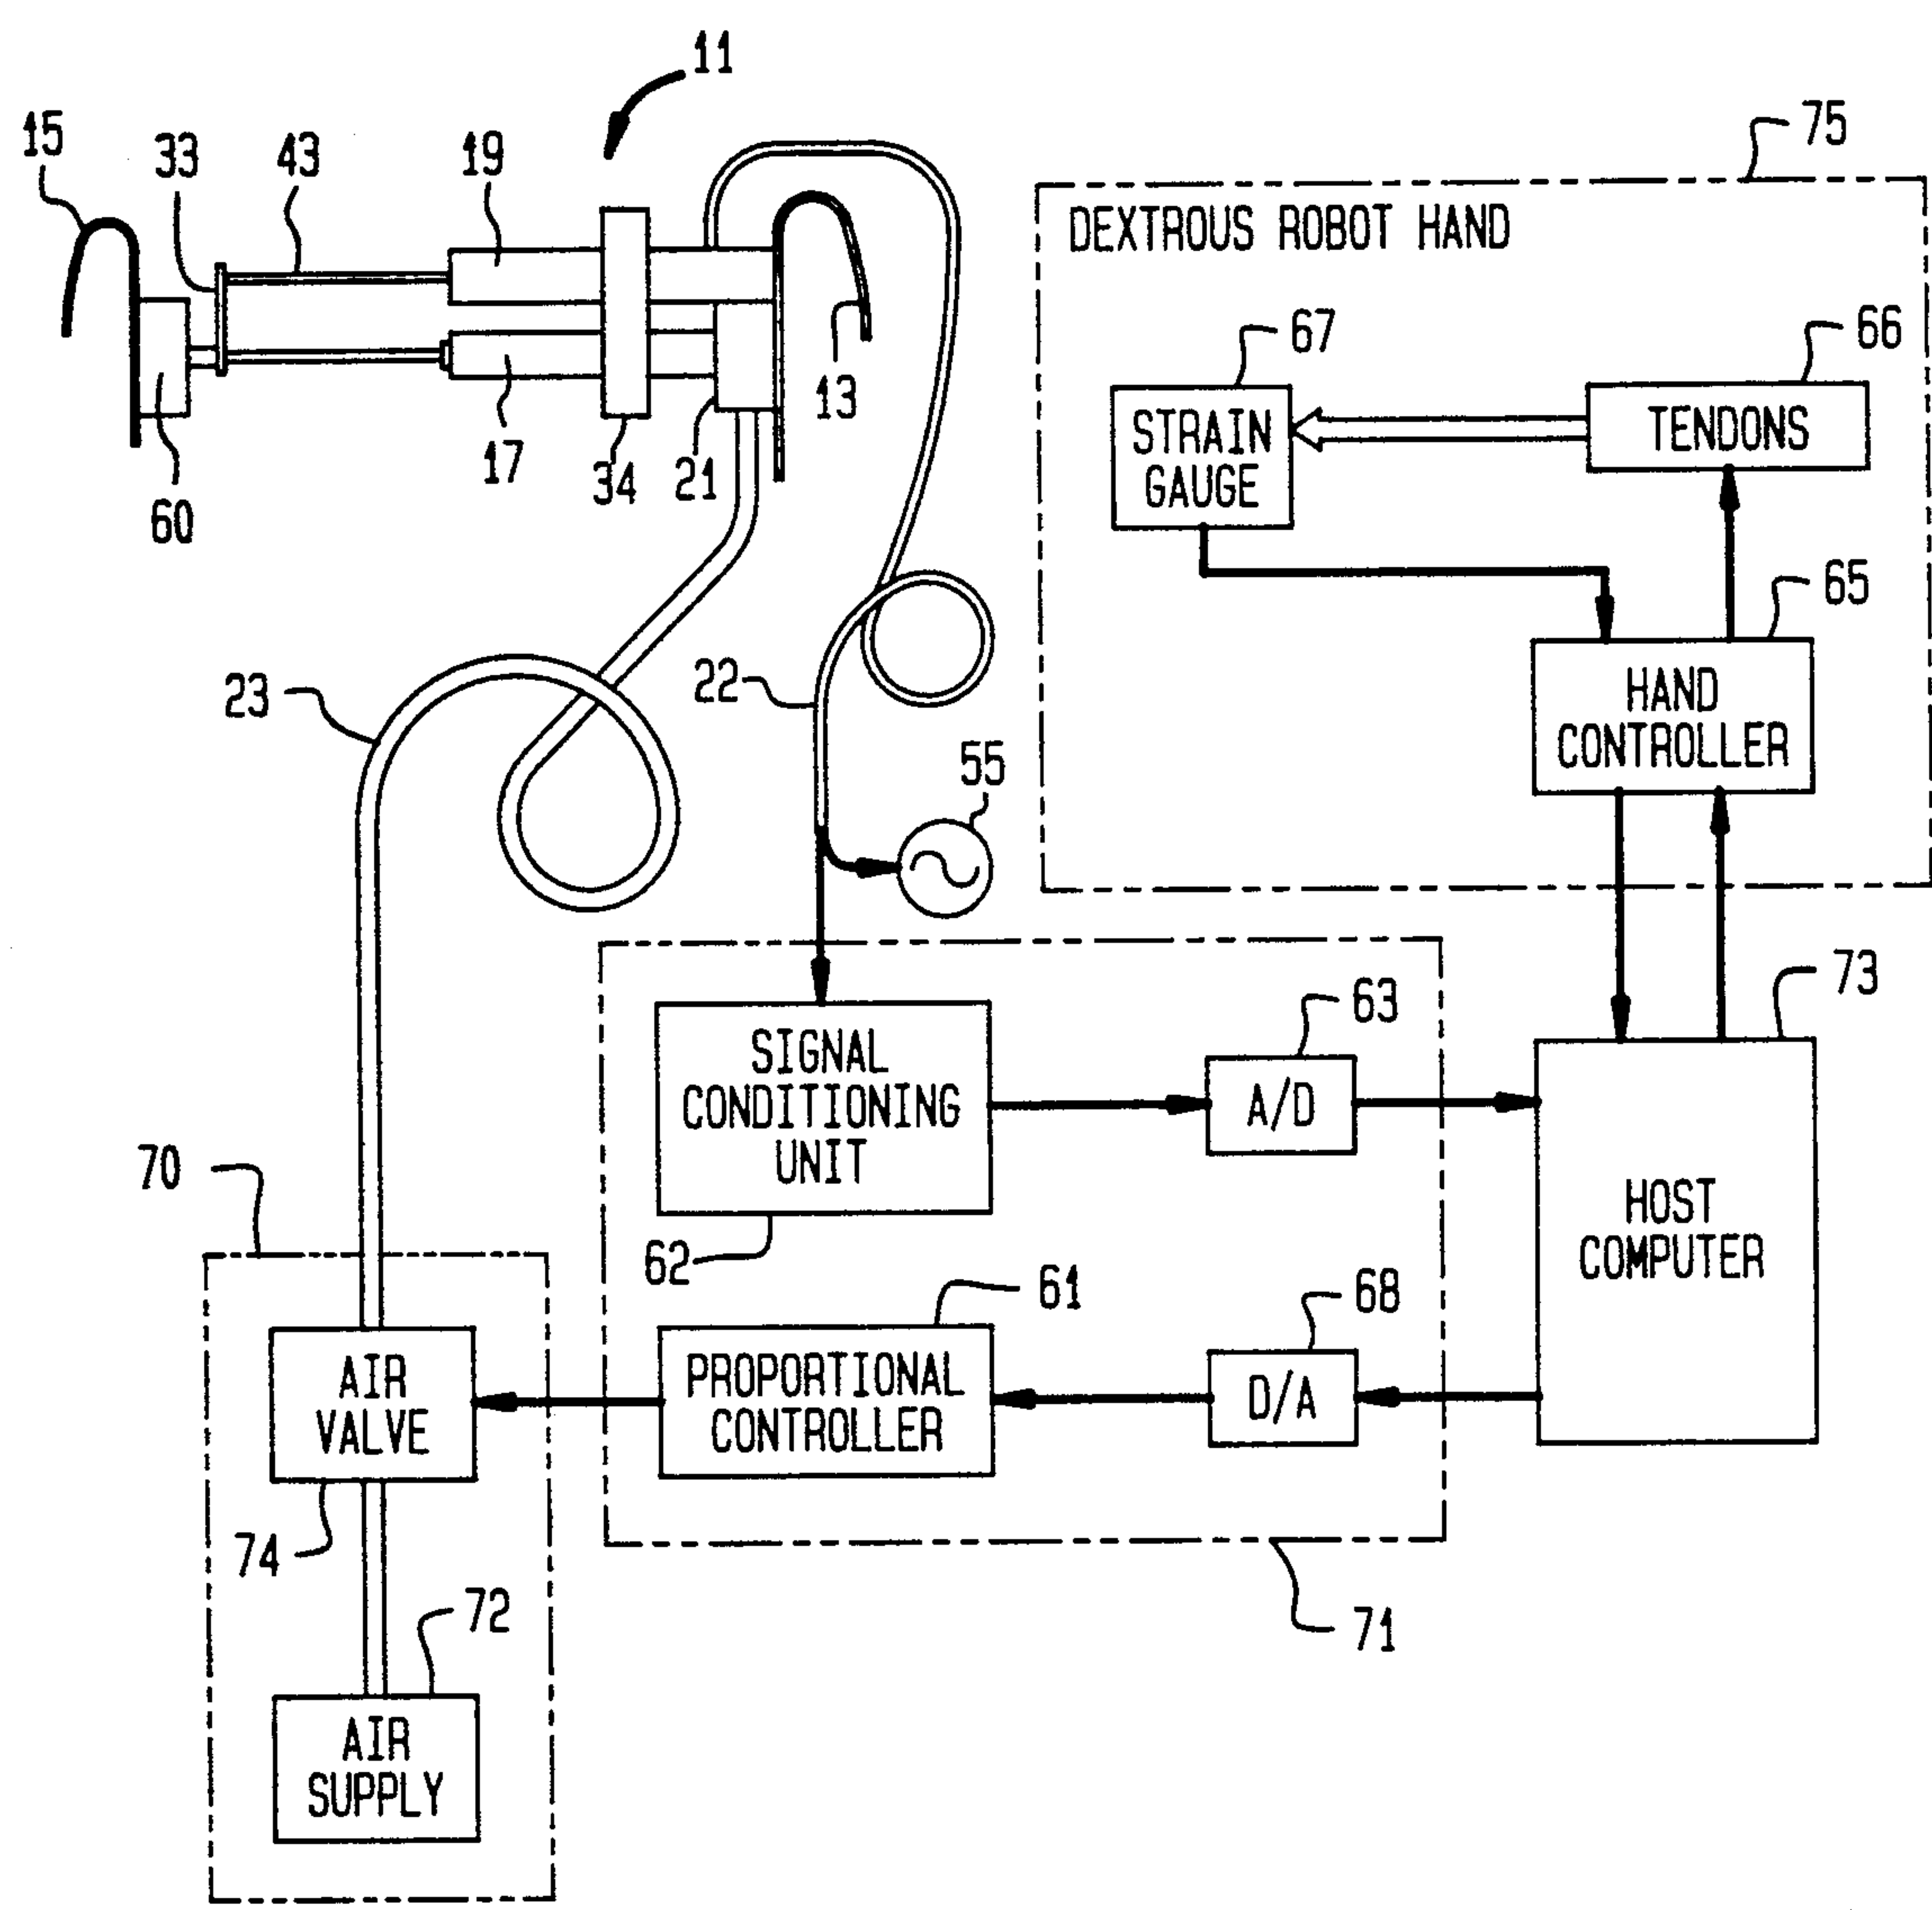 11
15
33
43
19
75
DEXTROUS ROBOT HAND
67
66
STRAIN
GAUGE
TENDONS
13
17
34
21
60
65
HAND
CONTROLLER
23
22
55
73
63
SIGNAL
CONDITIONING
UNIT
A/D
70
62
HOST
COMPUTER
61
68
AIR
VALVE
PROPORTIONAL
CONTROLLER
D/A
74
72
71
AIR
SUPPLY